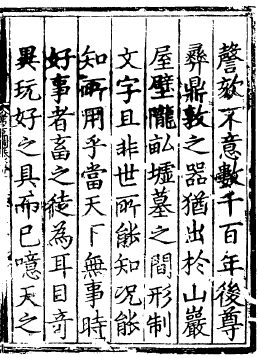 謦欬不意數千百年後尊
彝鼎敦之器猶出於山巖
屋壁隴畝墟墓之間形制
文字且非世所能知况能
知所用乎當天下無事時
好事者畜之徒為耳目奇
異玩好之具而已噫天之